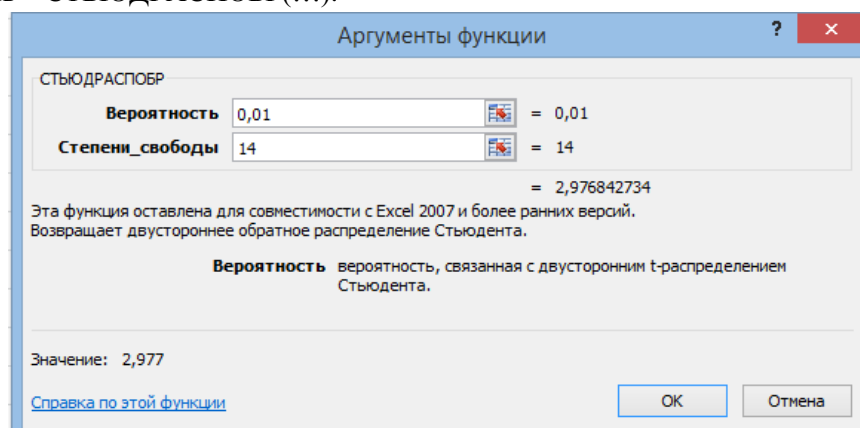 СТЬЮДРАСПОБР (…).
Аргументы функции ? ×
СТЬЮДРАСПОБР
Вероятность 0,01 = 0,01
Степени_свободы 14 = 14
= 2,976842734
Эта функция оставлена для совместимости с Excel 2007 и более ранних версий.
Возвращает двустороннее обратное распределение Стьюдента.
Вероятность вероятность, связанная с двусторонним t-распределением
Стьюдента.
Значение: 2,977
Справка по этой функции ОК Отмена